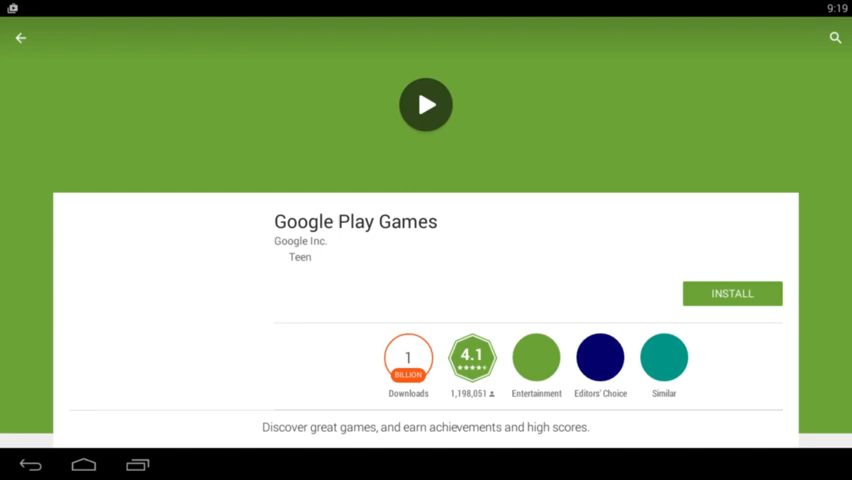 9:19
Google Play Games
Google Inc.
Teen
INSTALL
1
BILLION
4.1
Downloads
1,198,051
Entertainment
Editors' Choice
Similar
Discover great games, and earn achievements and high scores.